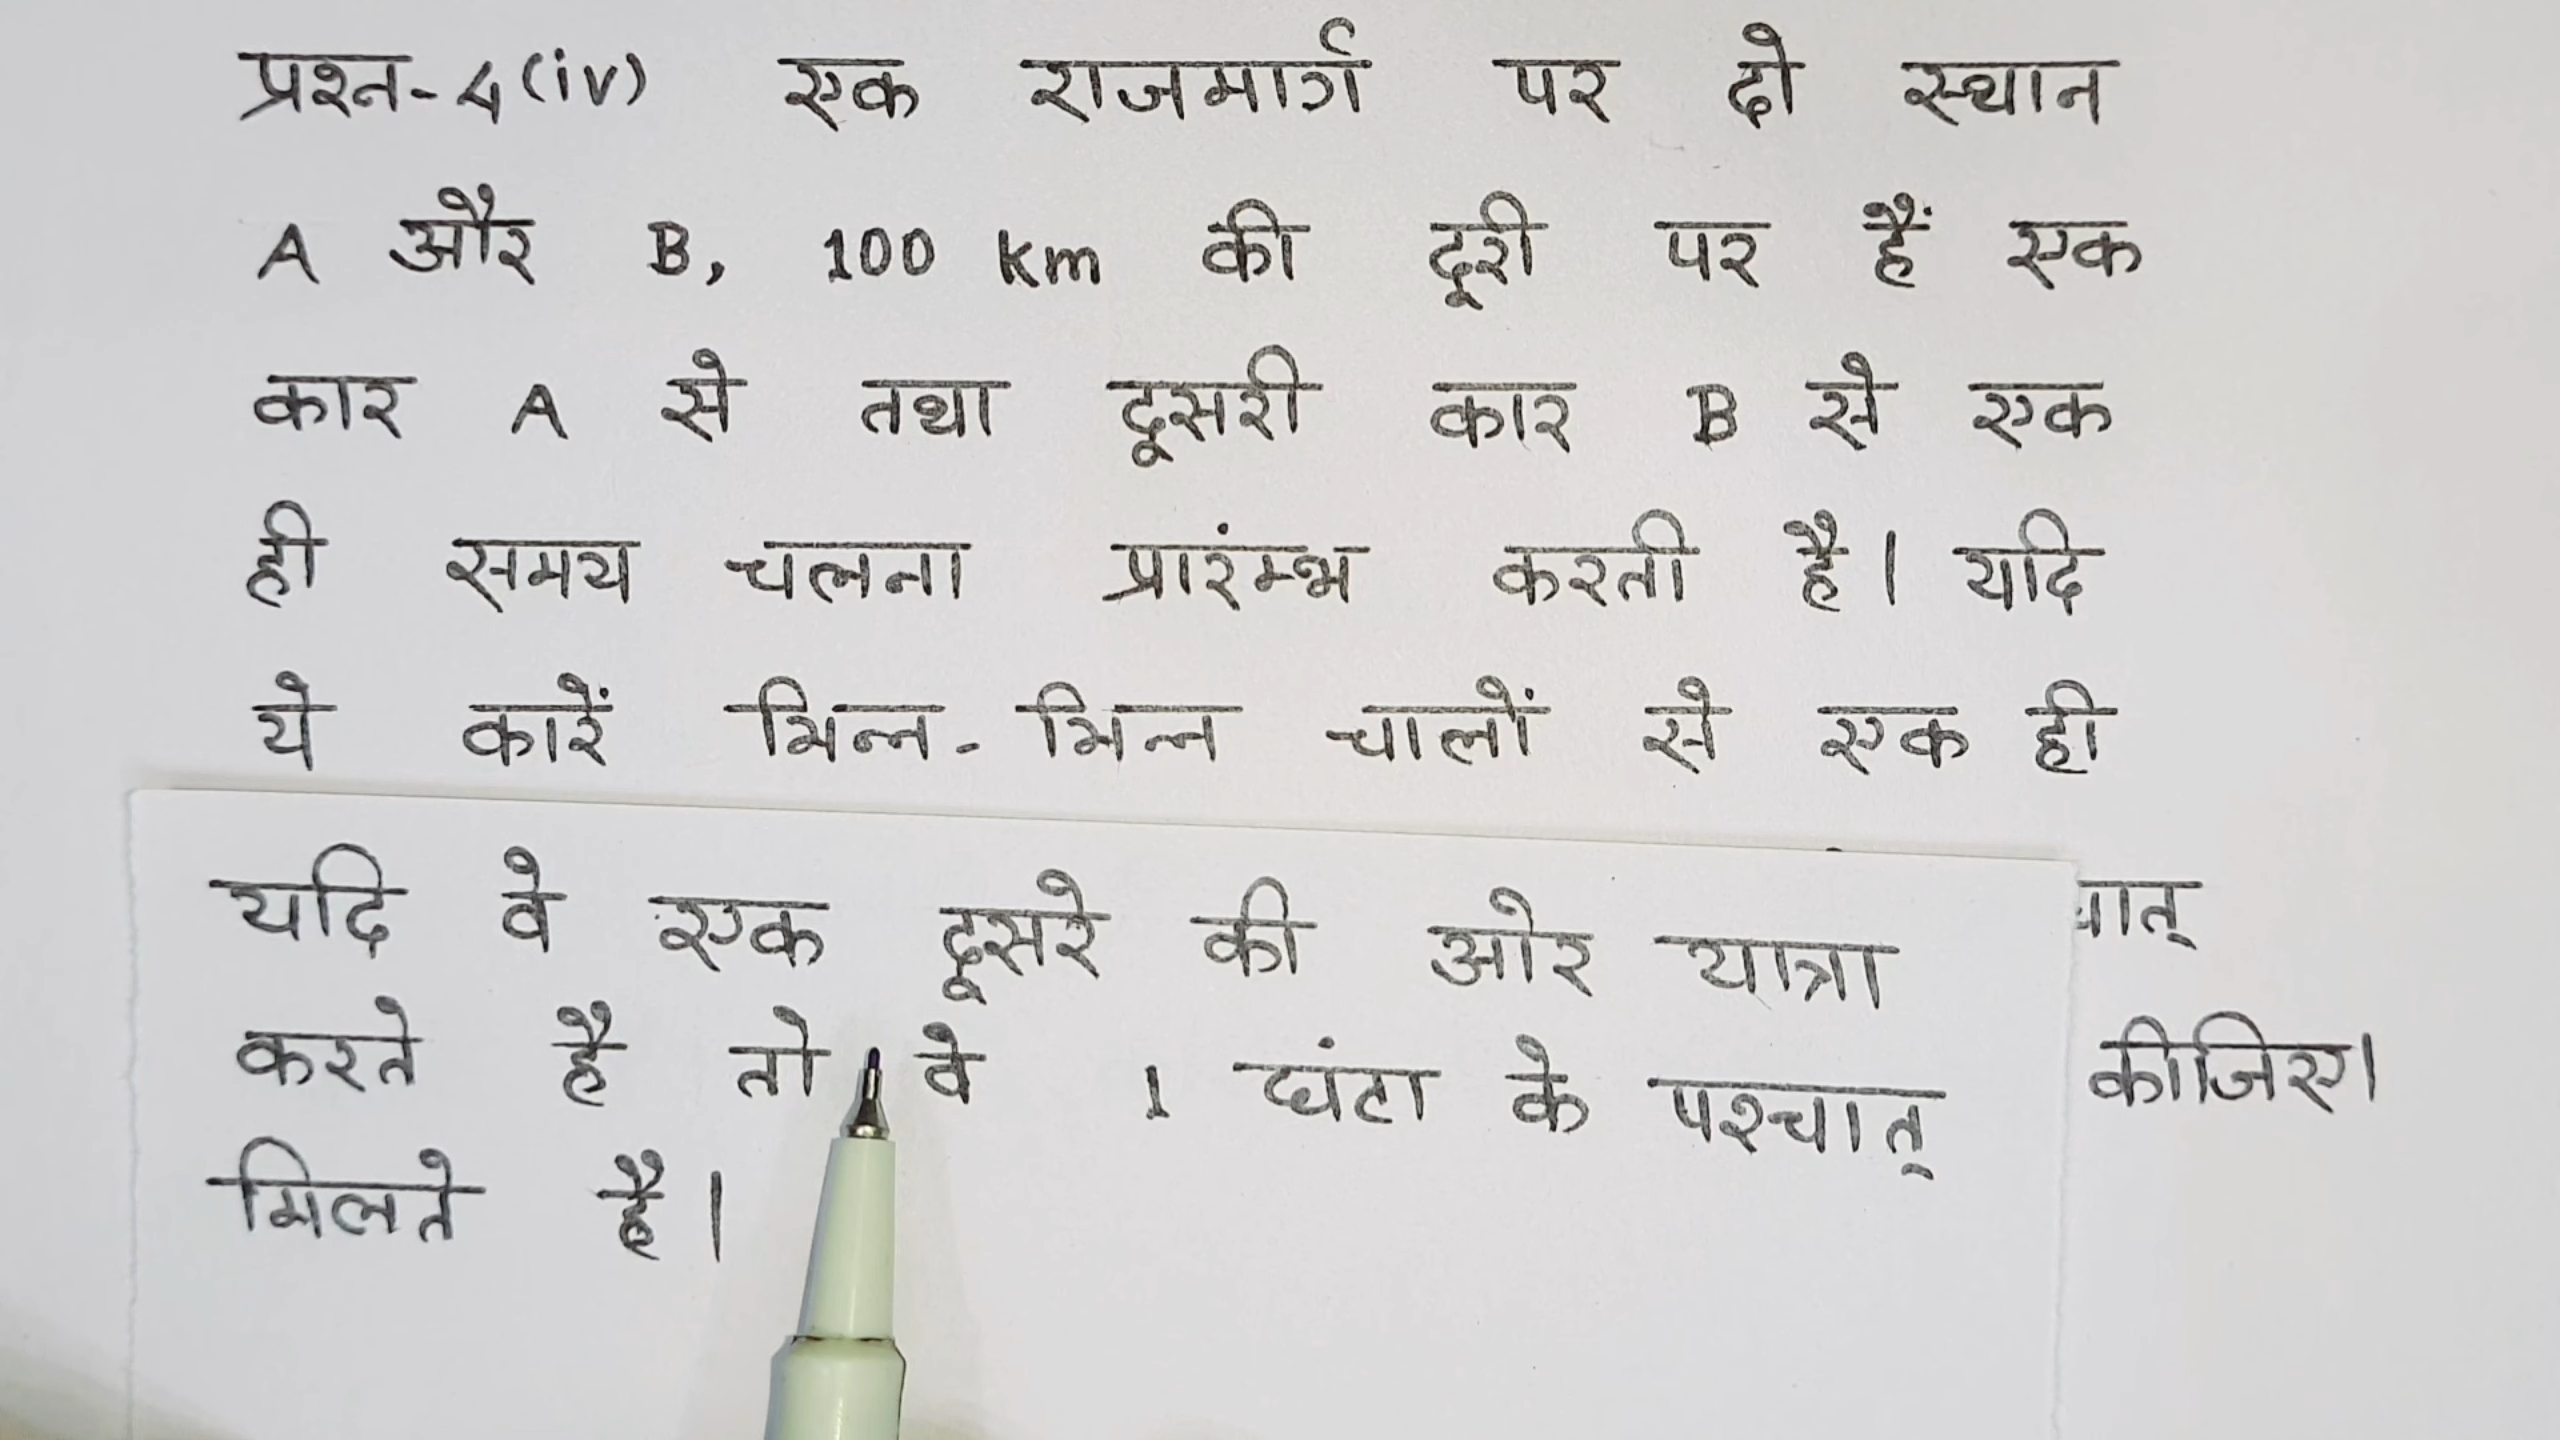 प्रश्न-4(iv) एक राजमार्ग पर दो स्थान
A और B, 100 km की दूरी पर हैं एक
कार A से तथा दूसरी कार B से एक
ही समय चलना प्रारंम्भ करती है। यदि
ये कारें भिन्न-भिन्न चालों से एक ही
यदि वे एक दूसरे की ओर यात्रा
करते है तो वे 1 घंटा के पश्चात्
कीजिए।
मिलते है।